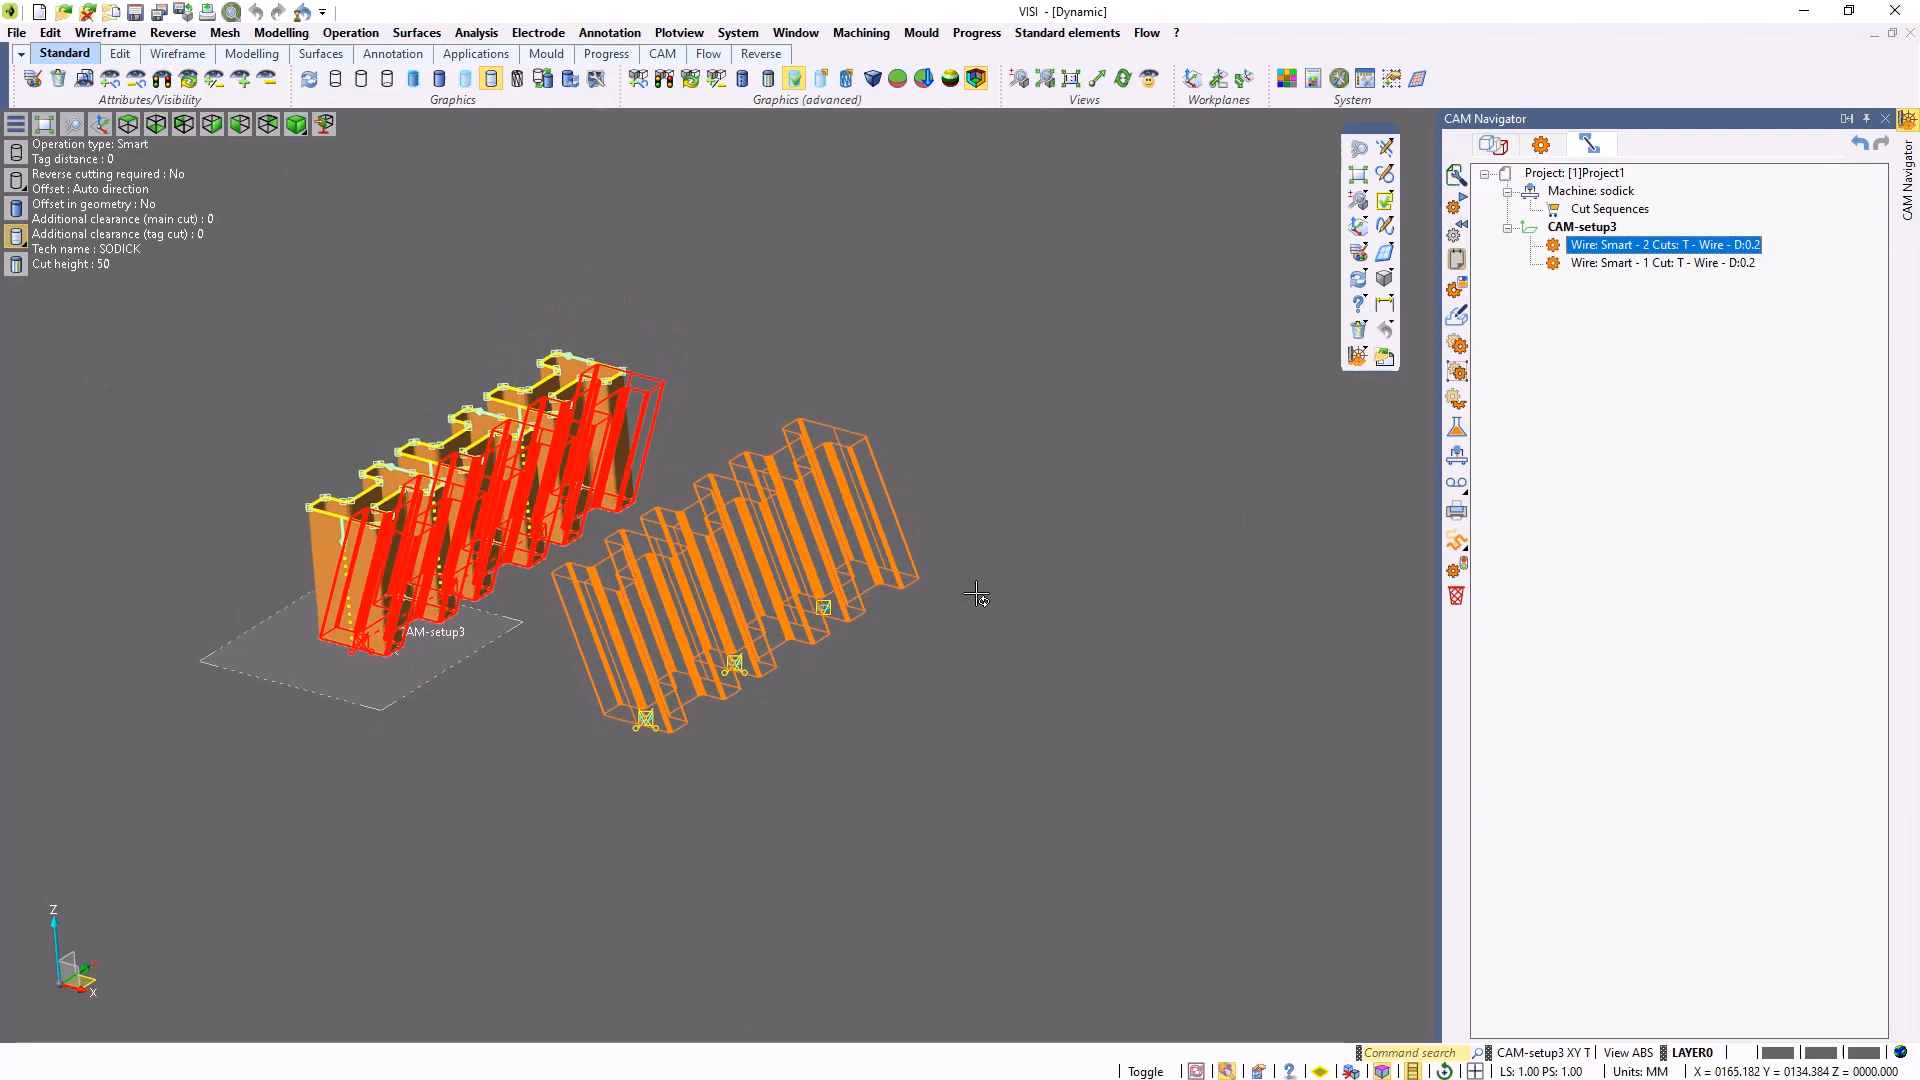 VISI - [Dynamic]
File Edit Wireframe Reverse Mesh Modelling Operation Surfaces Analysis Electrode Annotation Plotview System Window Machining Mould Progress Standard elements Flow ?
Standard Edit Wireframe Modelling Surfaces Annotation Applications Mould Progress CAM Flow Reverse
Attributes/Visibility Graphics Graphics (advanced) Views Workplanes System
CAM Navigator
Operation type: Smart
Tag distance : 0
Reverse cutting required : No
Offset : Auto direction
Offset in geometry : No
Additional clearance (main cut) : 0
Additional clearance (tag cut) : 0
Tech name : SODICK
Cut height : 50
Project: [1]Project1
Machine: sodick
Cut Sequences
CAM-setup3
Wire: Smart - 2 Cuts: T - Wire - D:0.2
Wire: Smart - 1 Cut: T - Wire - D:0.2
CAM Navigator
AM-setup3
Z
X
Command search CAM-setup3 XY T View ABS LAYER0
Toggle LS: 1.00 PS: 1.00 Units: MM X = 0165.182 Y = 0134.384 Z = 0000.000